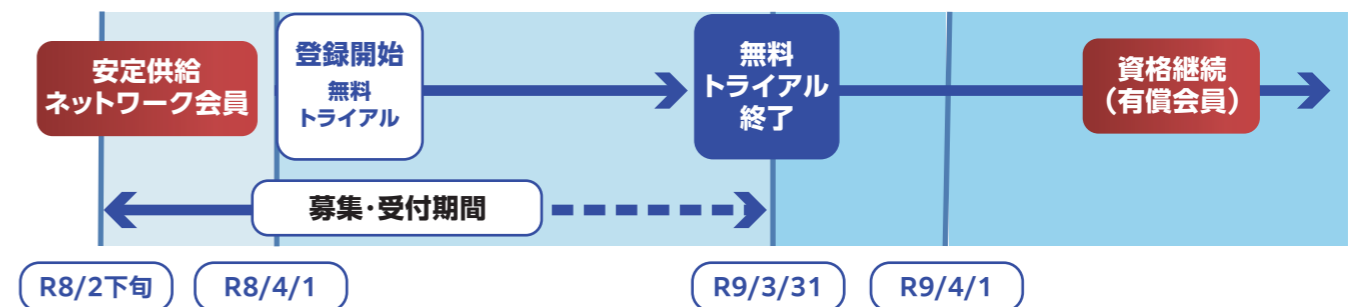 安定供給
ネットワーク会員
登録開始
無料
トライアル
無料
トライアル
終了
資格継続
（有償会員）
募集・受付期間
R8/2下旬
R8/4/1
R9/3/31
R9/4/1